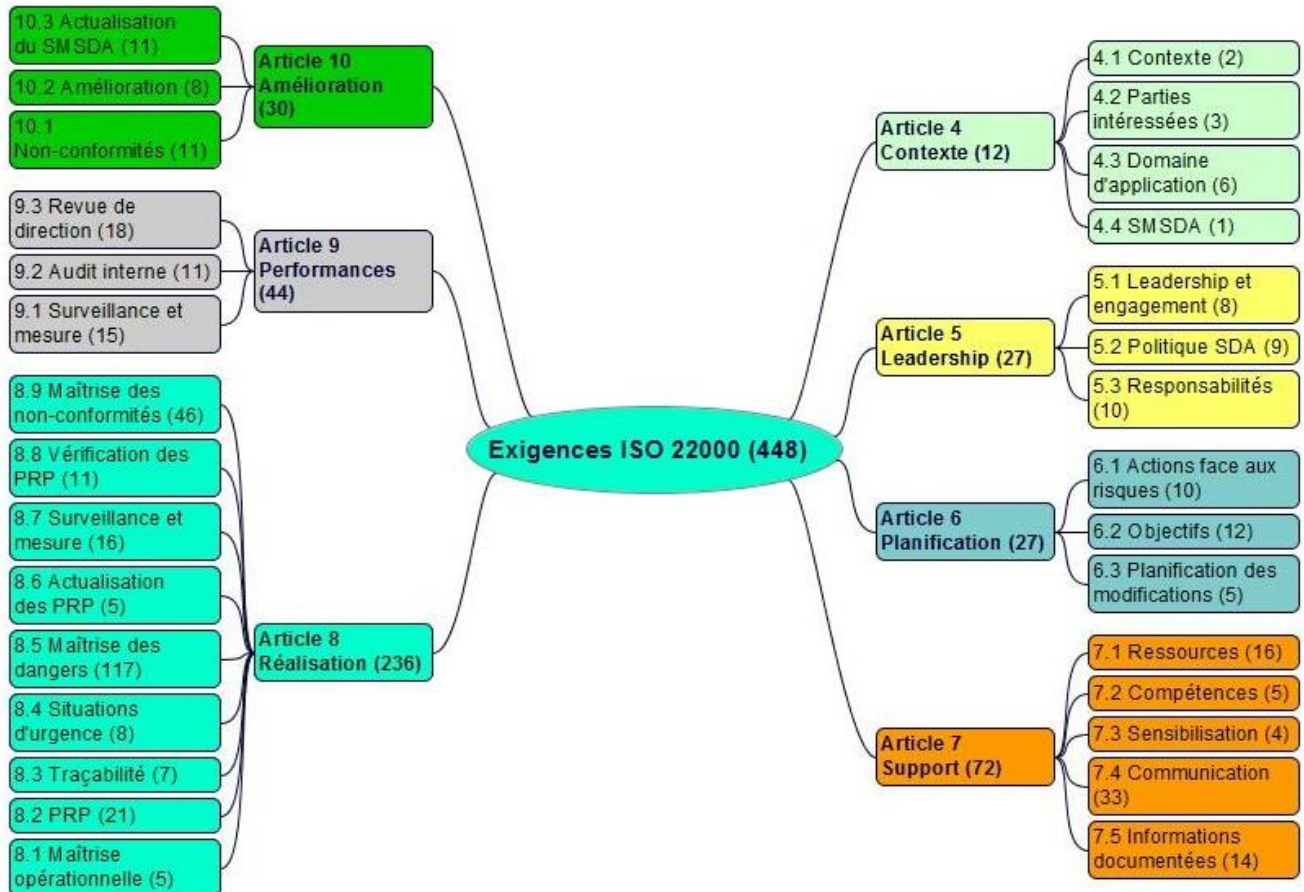 Exigences ISO 22000 (448)
Article 4
Contexte (12)
4.1 Contexte (2)
4.2 Parties
intéressées (3)
4.3 Domaine
d'application (6)
4.4 SMSDA (1)
Article 5
Leadership (27)
5.1 Leadership et
engagement (8)
5.2 Politique SDA (9)
5.3 Responsabilités
(10)
Article 6
Planification (27)
6.1 Actions face aux
risques (10)
6.2 Objectifs (12)
6.3 Planification des
modifications (5)
Article 7
Support (72)
7.1 Ressources (16)
7.2 Compétences (5)
7.3 Sensibilisation (4)
7.4 Communication
(33)
7.5 Informations
documentées (14)
Article 8
Réalisation (236)
8.9 Maîtrise des
non-conformités (46)
8.8 Vérification des
PRP (11)
8.7 Surveillance et
mesure (16)
8.6 Actualisation
des PRP (5)
8.5 Maîtrise des
dangers (117)
8.4 Situations
d'urgence (8)
8.3 Traçabilité (7)
8.2 PRP (21)
8.1 Maîtrise
opérationnelle (5)
Article 9
Performances
(44)
9.3 Revue de
direction (18)
9.2 Audit interne (11)
9.1 Surveillance et
mesure (15)
Article 10
Amélioration
(30)
10.3 Actualisation
du SMSDA (11)
10.2 Amélioration (8)
10.1
Non-conformités (11)